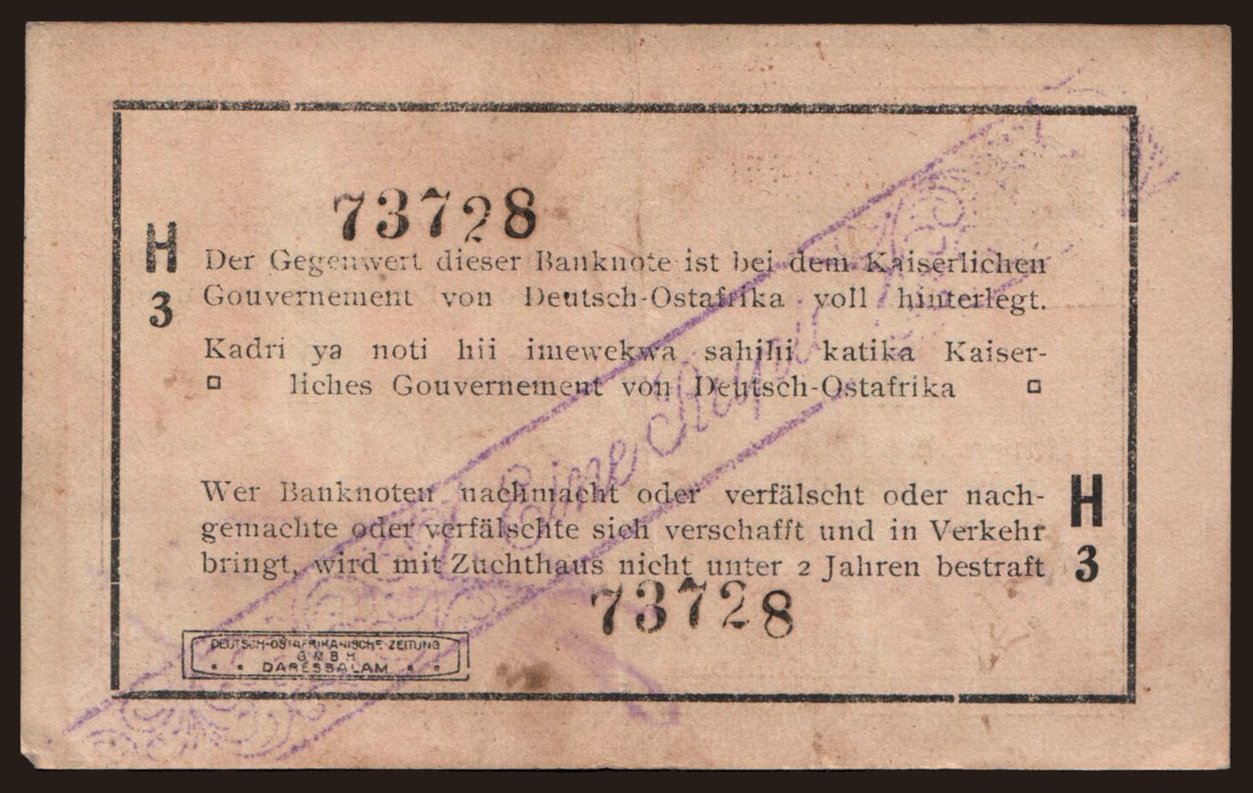 73728
H
3
Der Gegenwert dieser Banknote ist bei dem Kaiserlichen
Gouvernement von Deutsch-Ostafrika voll hinterlegt.
Kadri ya noti hii imewekwa sahihi katika Kaiser-
liches Gouvernement von Deutsch-Ostafrika
Eine Rupie
Wer Banknoten nachmacht oder verfälscht oder nach-
gemachte oder verfälschte sich verschafft und in Verkehr
bringt, wird mit Zuchthaus nicht unter 2 Jahren bestraft
H
3
73728
DEUTSCH-OSTAFRIKANISCHE ZEITUNG
G M B H
DARESSALAM